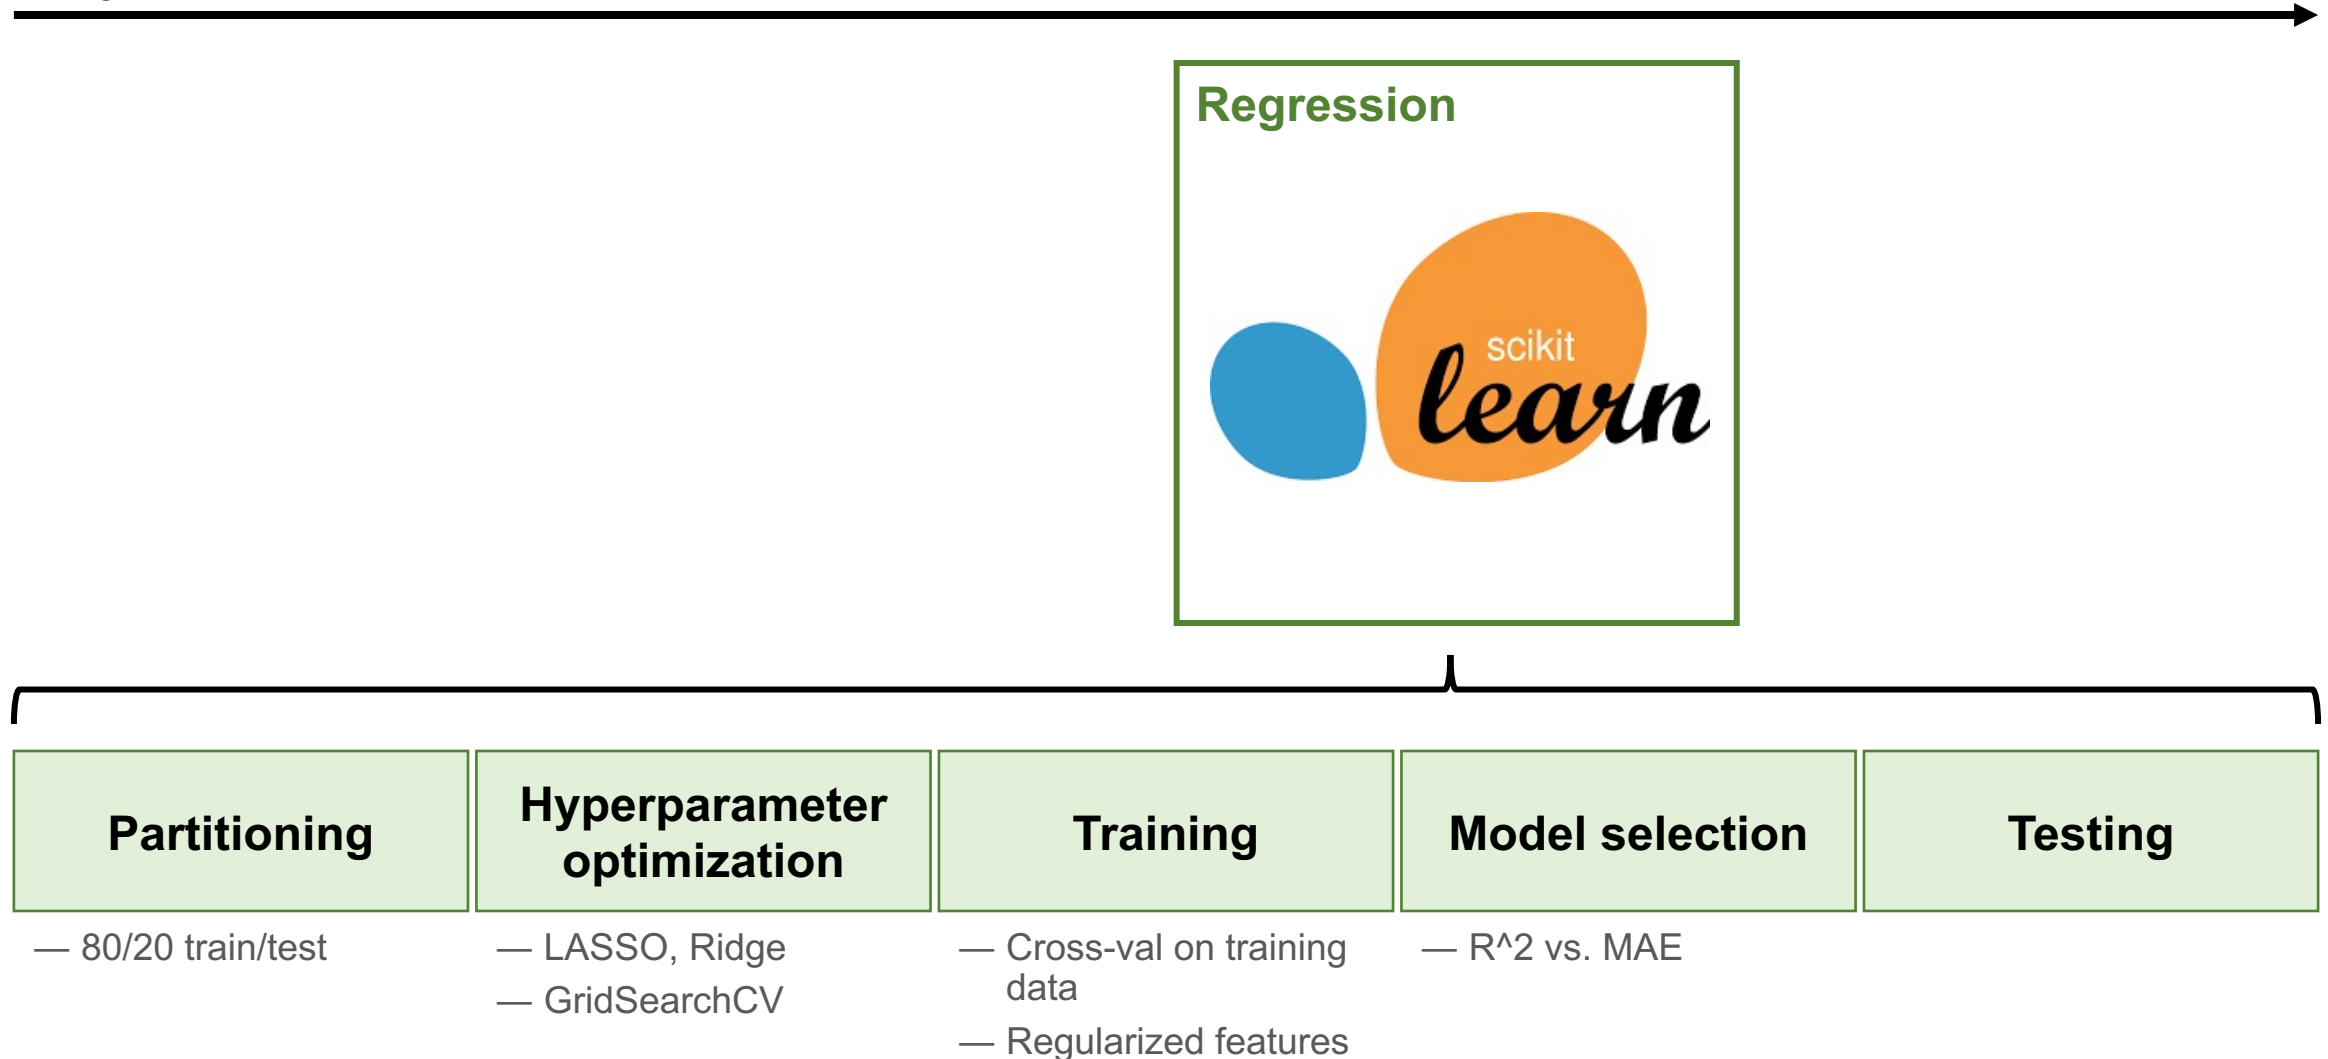 Regression
scikit
learn
Partitioning
Hyperparameter
optimization
Training
Model selection
Testing
— 80/20 train/test
— LASSO, Ridge
— GridSearchCV
— Cross-val on training
data
— Regularized features
— R^2 vs. MAE